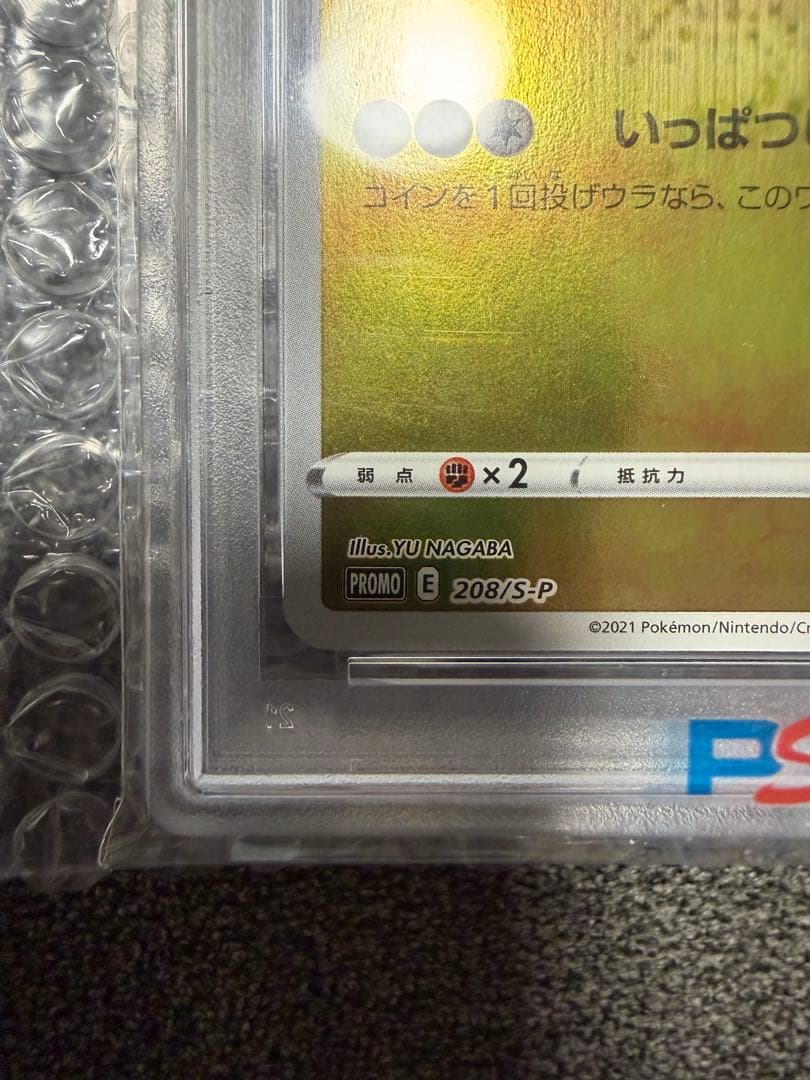 いっぱつ
コインを1回投げウラなら、このワ
弱点 ×2 抵抗力
Illus.YU NAGABA
PROMO E 208/S-P
©2021 Pokémon/Nintendo/Cr
PS